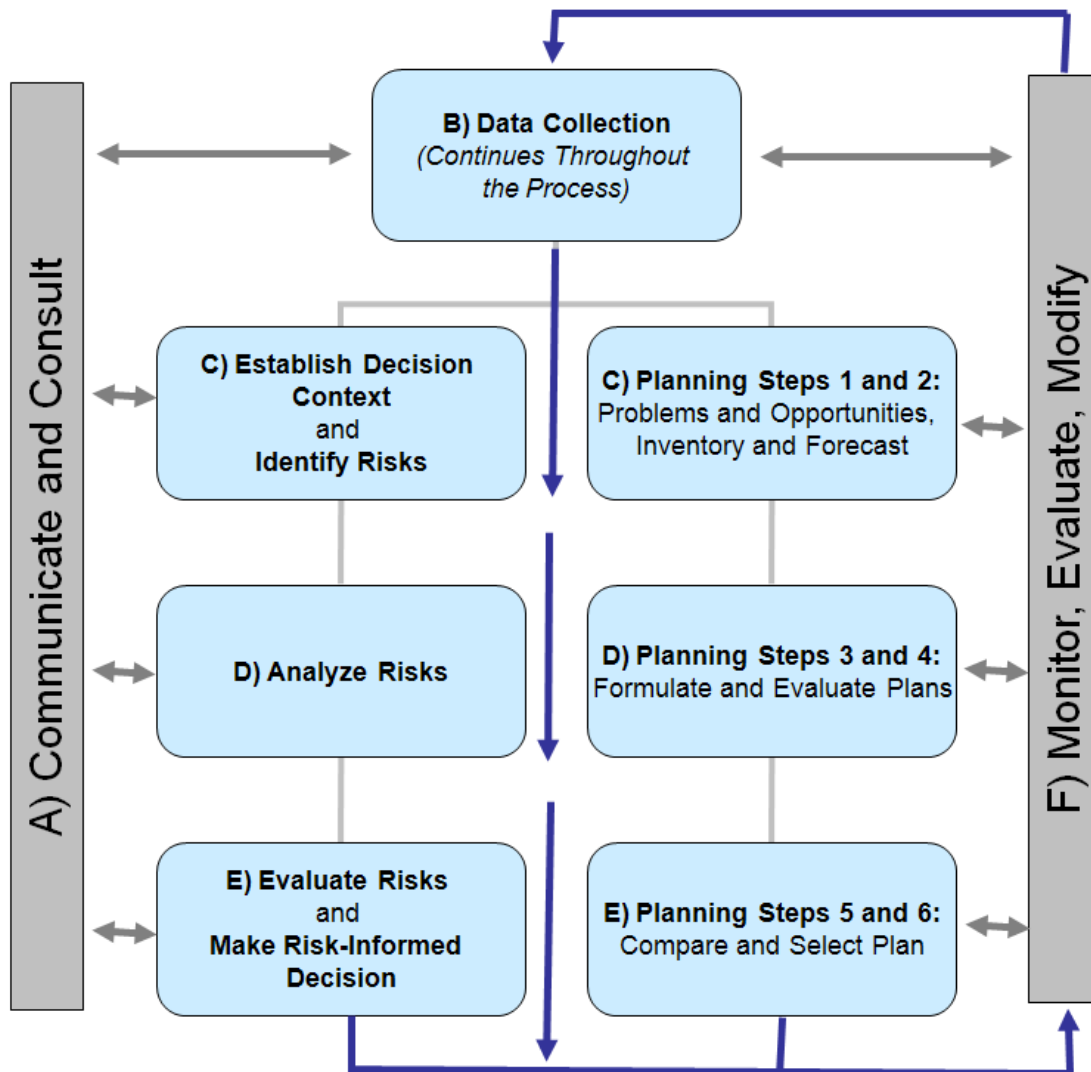 A) Communicate and Consult
B) Data Collection
(Continues Throughout
the Process)
C) Establish Decision
Context
and
Identify Risks
C) Planning Steps 1 and 2:
Problems and Opportunities,
Inventory and Forecast
D) Analyze Risks
D) Planning Steps 3 and 4:
Formulate and Evaluate Plans
E) Evaluate Risks
and
Make Risk-Informed
Decision
E) Planning Steps 5 and 6:
Compare and Select Plan
F) Monitor, Evaluate, Modify